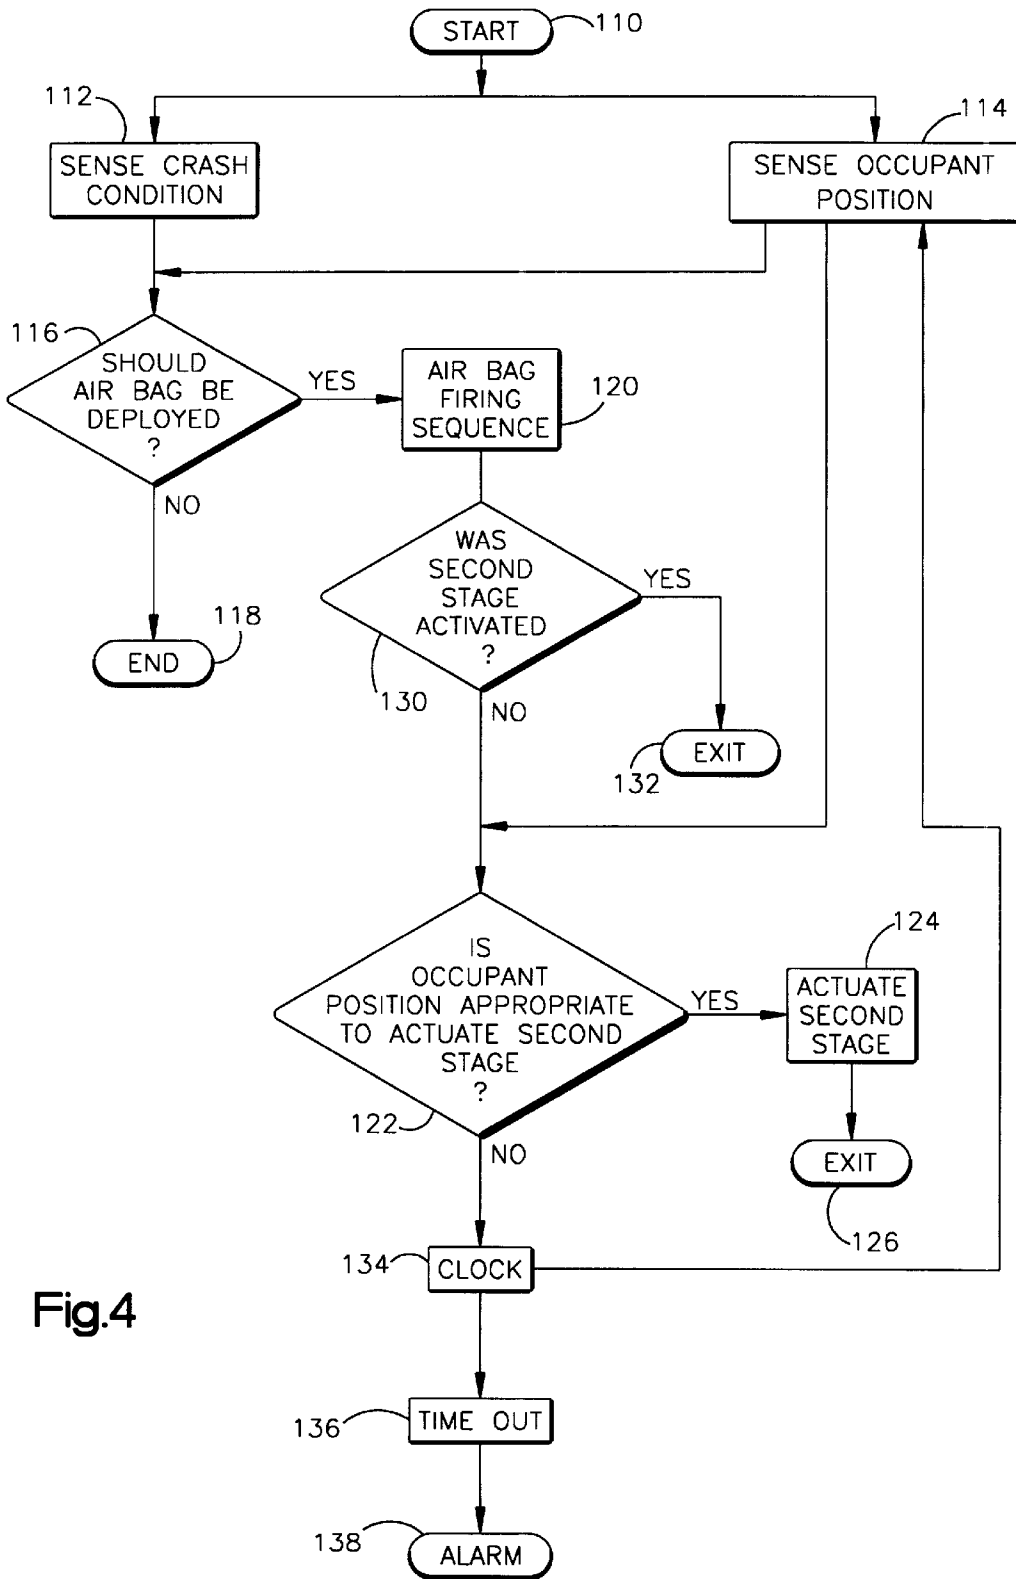 START
110
112
114
SENSE CRASH
CONDITION
SENSE OCCUPANT
POSITION
116
SHOULD
AIR BAG BE
DEPLOYED
?
YES
NO
AIR BAG
FIRING
SEQUENCE
120
WAS
SECOND
STAGE
ACTIVATED
?
YES
NO
130
END
118
EXIT
132
IS
OCCUPANT
POSITION APPROPRIATE
TO ACTUATE SECOND
STAGE
?
YES
NO
122
124
ACTUATE
SECOND
STAGE
EXIT
126
134
CLOCK
Fig.4
136
TIME OUT
138
ALARM